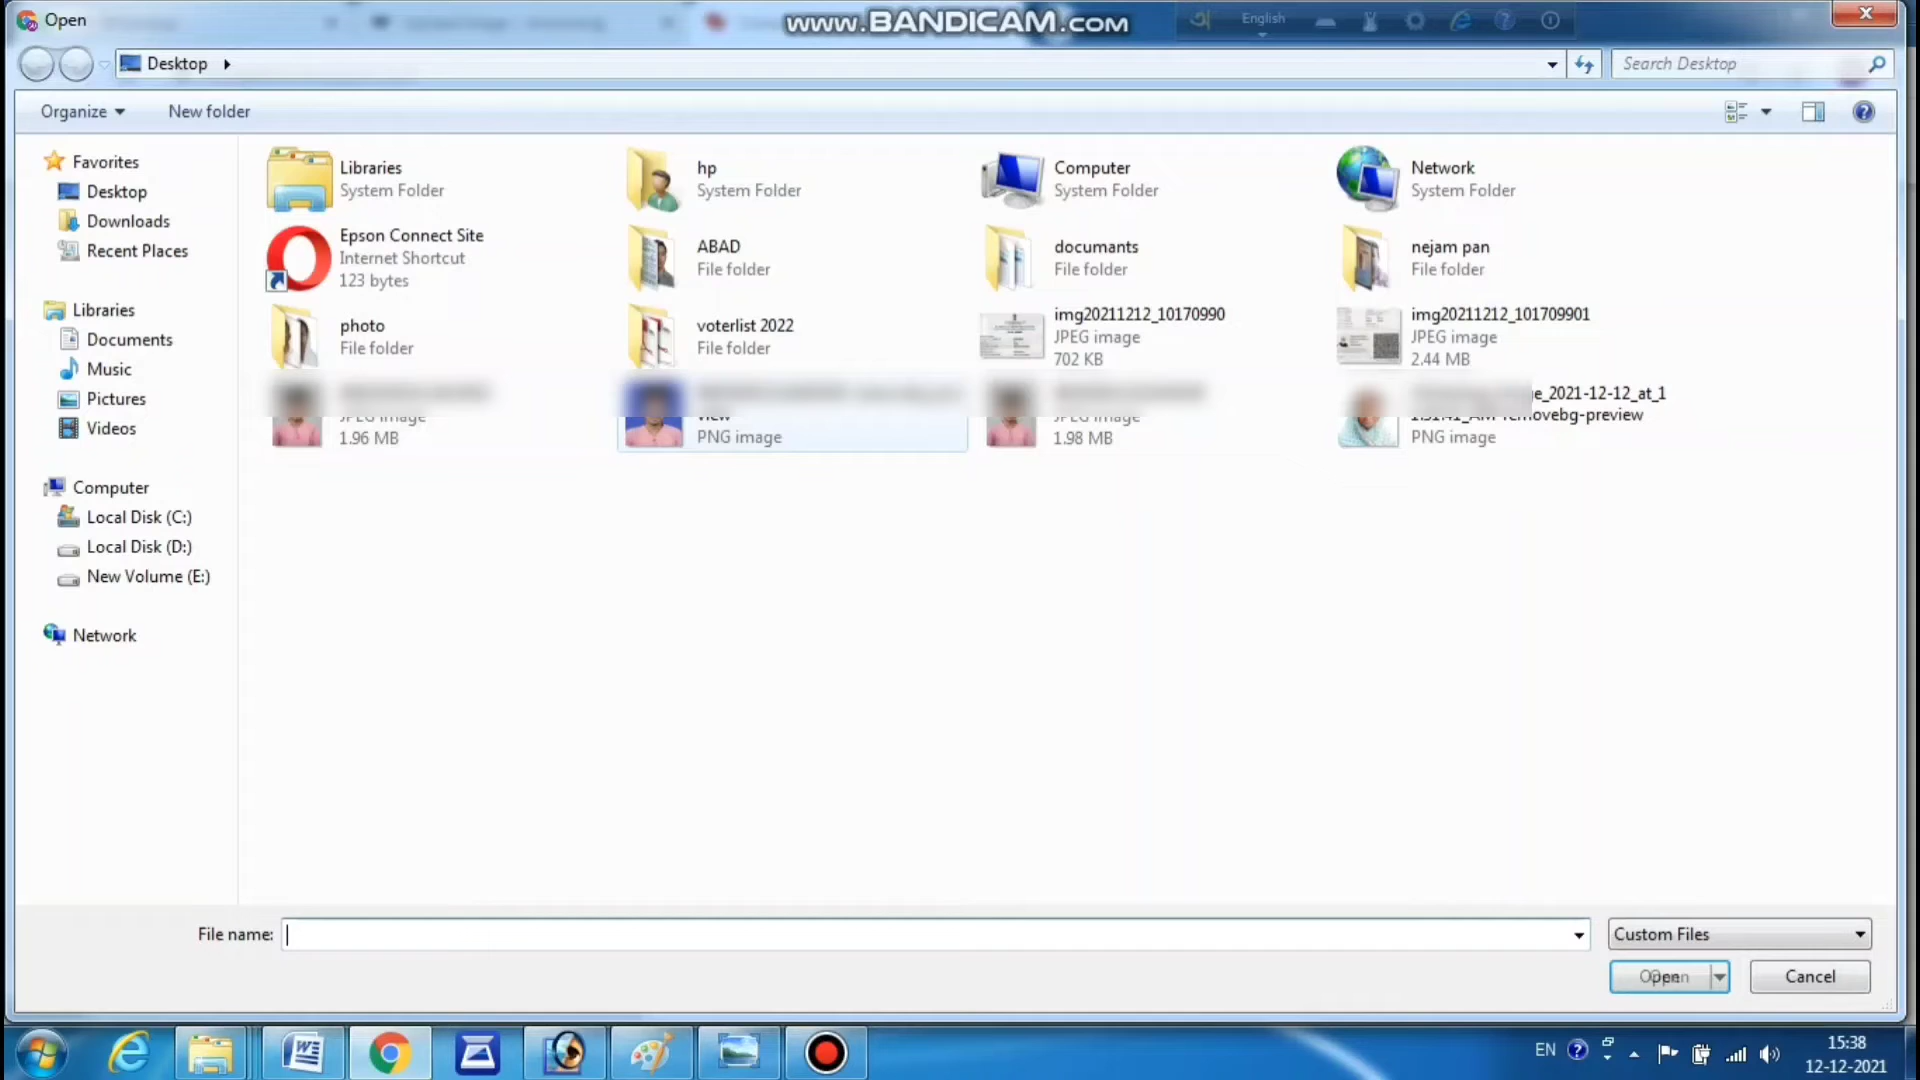 Open
www.BANDICAM.com
English
Desktop
Search Desktop
Organize
New folder
Favorites
Desktop
Downloads
Recent Places
Libraries
Documents
Music
Pictures
Videos
Computer
Local Disk (C:)
Local Disk (D:)
New Volume (E:)
Network
Libraries
System Folder
hp
System Folder
Computer
System Folder
Network
System Folder
Epson Connect Site
Internet Shortcut
123 bytes
ABAD
File folder
documants
File folder
nejam pan
File folder
photo
File folder
voterlist 2022
File folder
img20211212_10170990
JPEG image
702 KB
img20211212_101709901
JPEG image
2.44 MB
JPEG image
1.96 MB
view
PNG image
JPEG image
1.98 MB
e_2021-12-12_at_1
_AM-removebg-preview
PNG image
File name:
Custom Files
Open
Cancel
EN
15:38
12-12-2021